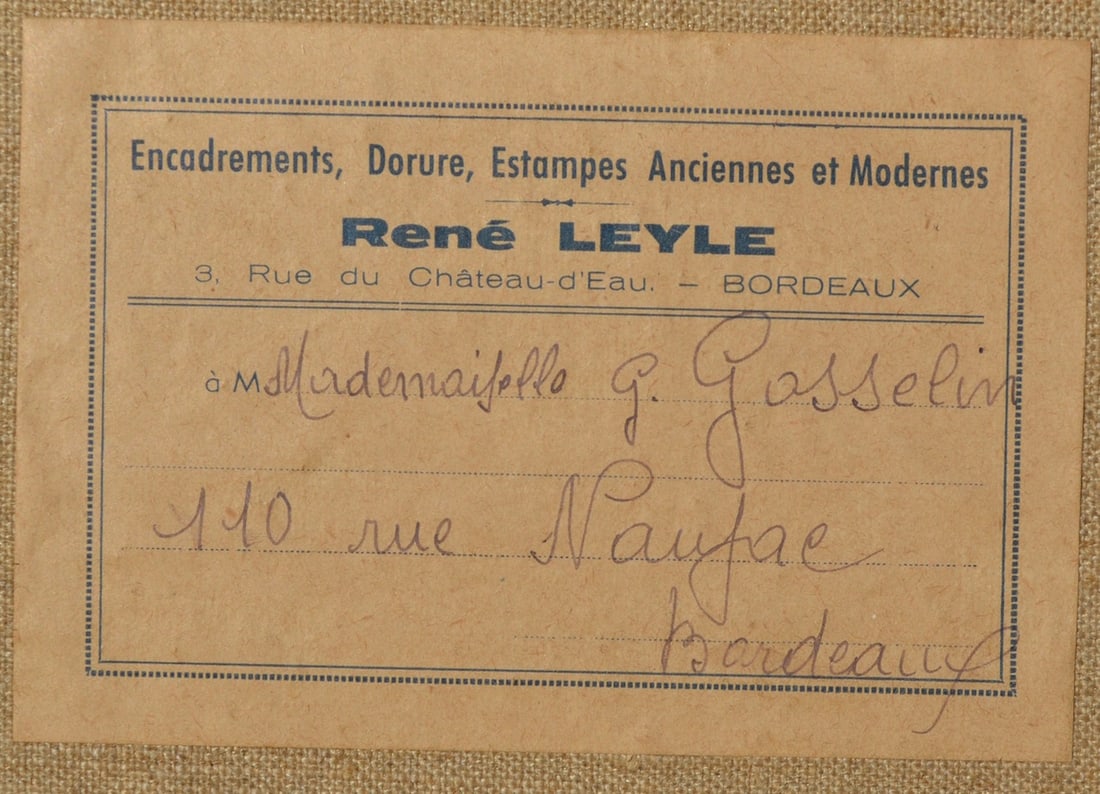 Encadrements, Dorure, Estampes Anciennes et Modernes
René LEYLE
3, Rue du Château-d'Eau. – BORDEAUX
à M Mademoiselle G. Gosselin
110 rue Naujac
Bordeaux